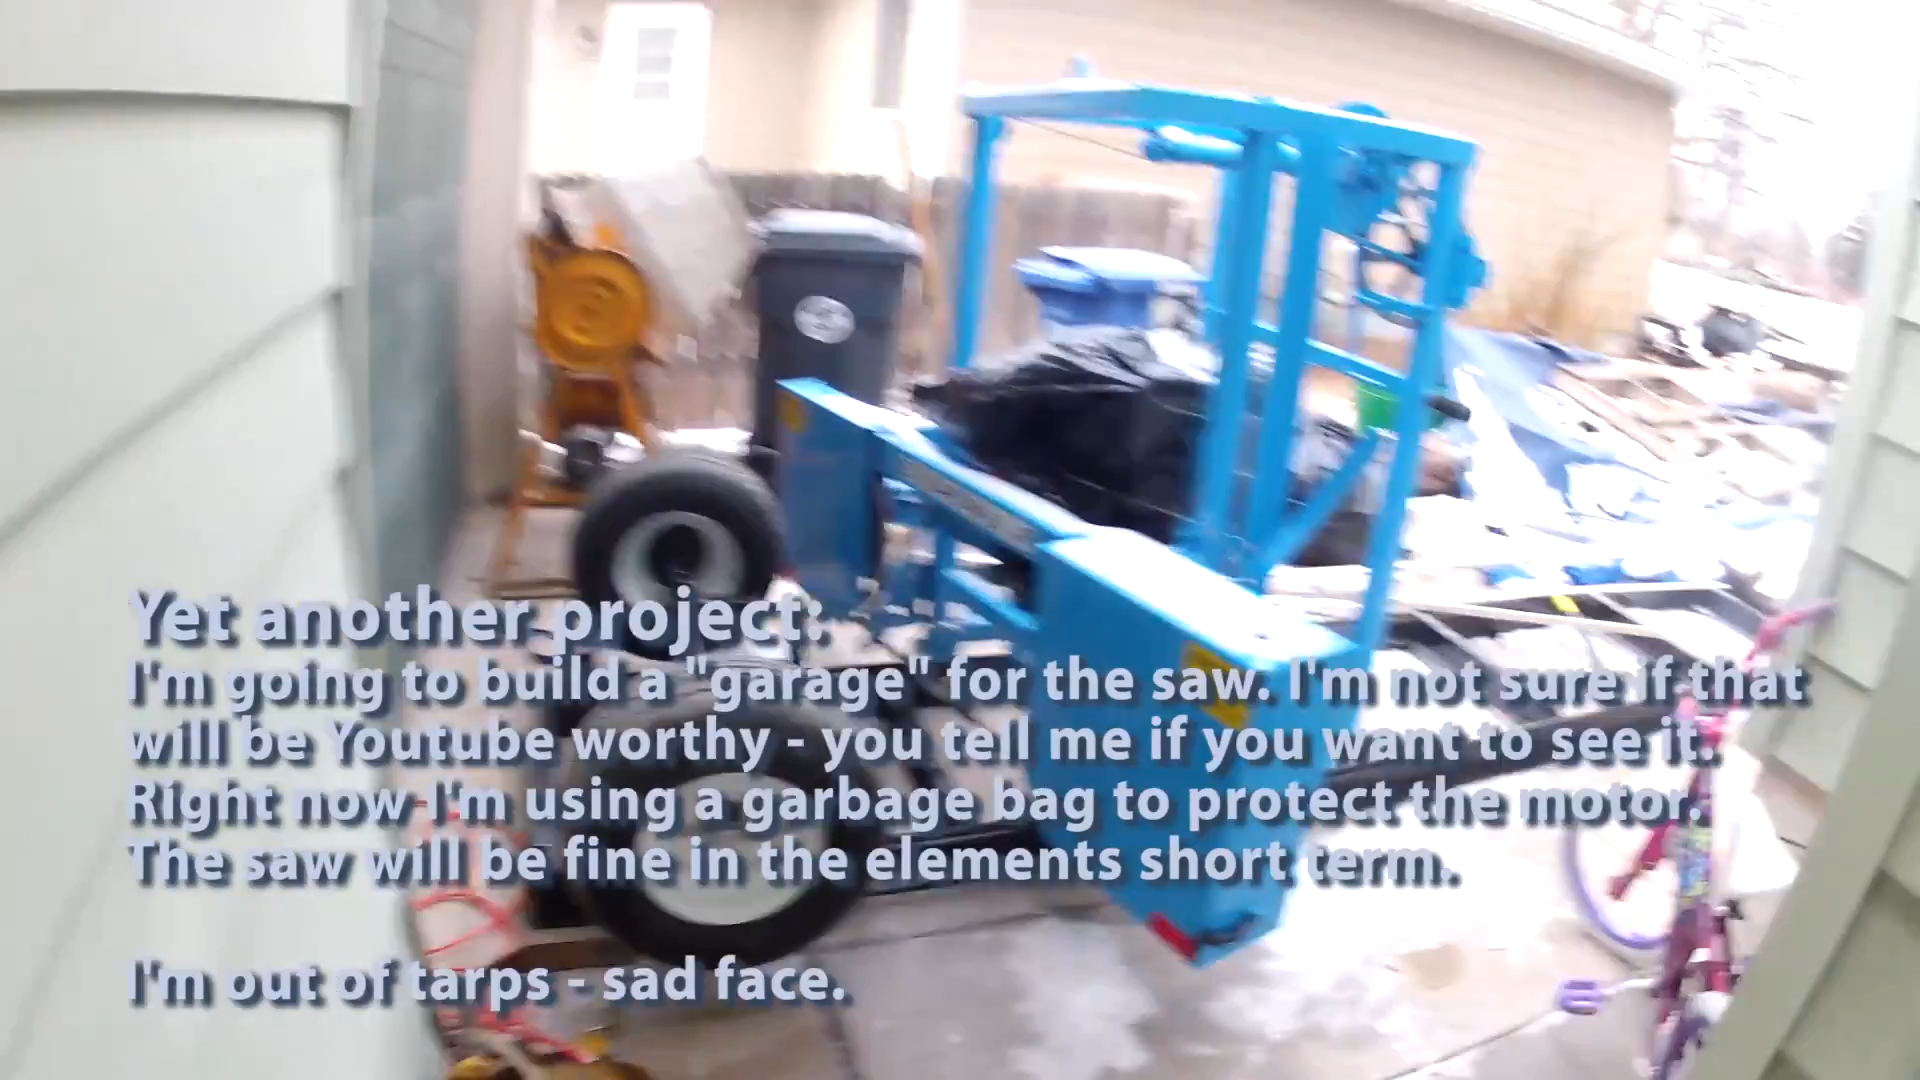 Yet another project:
I'm going to build a "garage" for the saw. I'm not sure if that
will be Youtube worthy - you tell me if you want to see it.
Right now I'm using a garbage bag to protect the motor.
The saw will be fine in the elements short term.
I'm out of tarps - sad face.